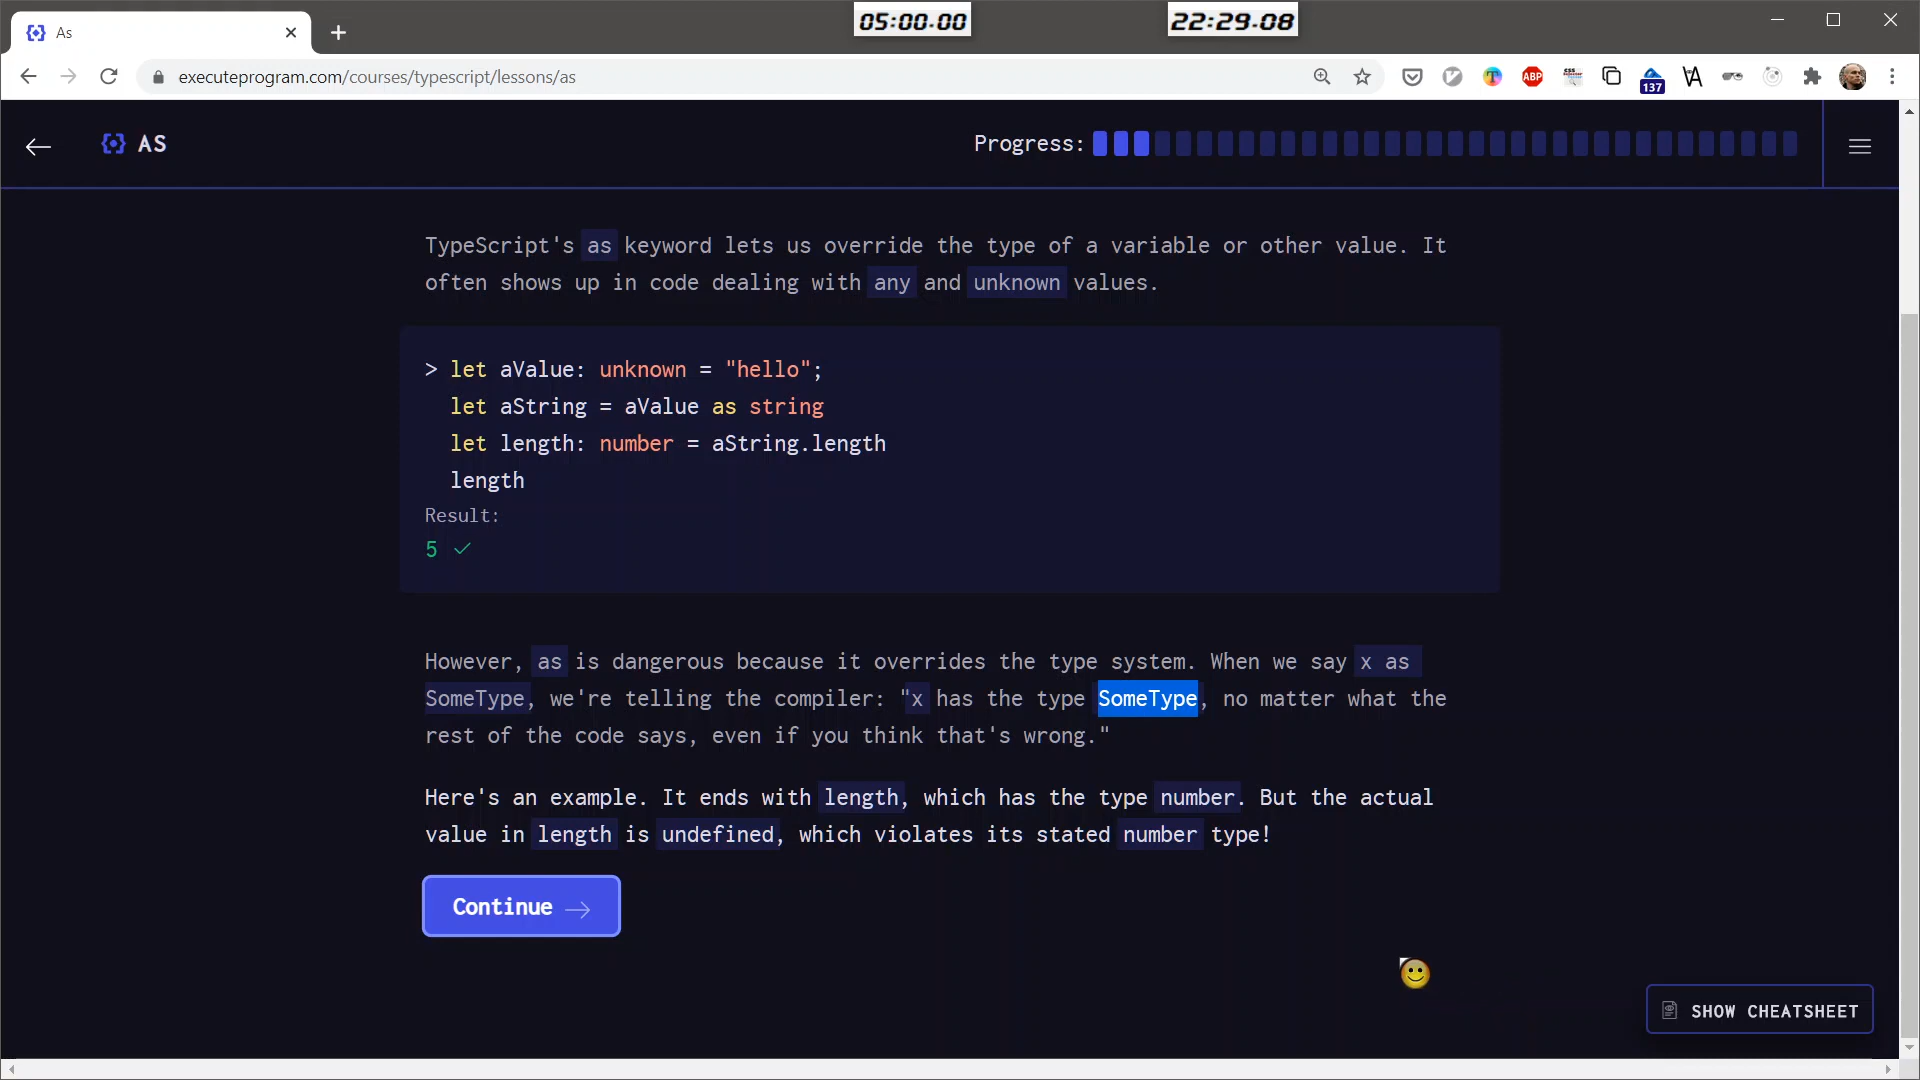 As
05:00.00
22:29.08
executeprogram.com/courses/typescript/lessons/as
ABP
137
AS
Progress:
TypeScript's as keyword lets us override the type of a variable or other value. It
often shows up in code dealing with any and unknown values.
> let aValue: unknown = "hello";
let aString = aValue as string
let length: number = aString.length
length
Result:
5
However, as is dangerous because it overrides the type system. When we say x as
SomeType, we're telling the compiler: "x has the type SomeType, no matter what the
rest of the code says, even if you think that's wrong."
Here's an example. It ends with length, which has the type number. But the actual
value in length is undefined, which violates its stated number type!
Continue
SHOW CHEATSHEET